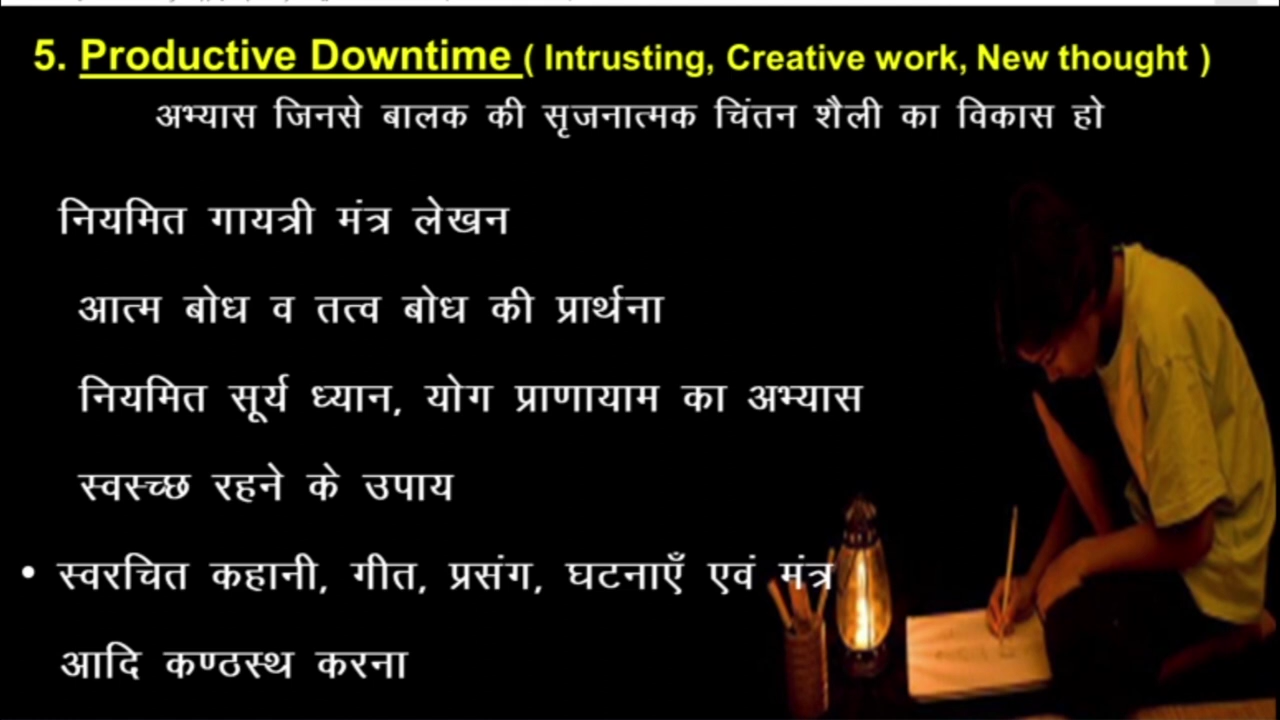 5. Productive Downtime ( Intrusting, Creative work, New thought )
अभ्यास जिनसे बालक की सृजनात्मक चिंतन शैली का विकास हो
नियमित गायत्री मंत्र लेखन
आत्म बोध व तत्व बोध की प्रार्थना
नियमित सूर्य ध्यान, योग प्राणायाम का अभ्यास
स्वस्च्छ रहने के उपाय
• स्वरचित कहानी, गीत, प्रसंग, घटनाएँ एवं मंत्र
आदि कण्ठस्थ करना